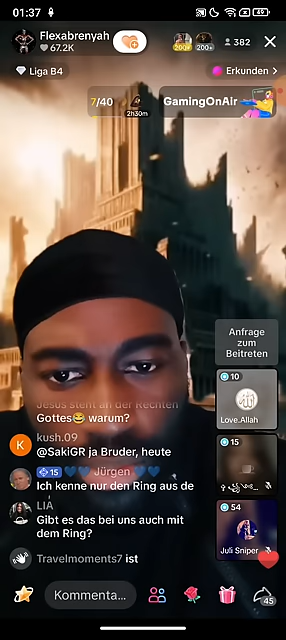 01:37
49
Flexabrenyah
67.2K
200+
200+
382
Liga B4
Erkunden >
7/40
2h30m
GamingOnAir
Anfrage
zum
Beitreten
10
Love.Allah
15
54
Juli Sniper
Jesus steht an der Rechten
Gottes😂 warum?
K
kush.09
@SakiGR ja Bruder, heute
15 💙💙 Jürgen 💙💙
Ich kenne nur den Ring aus de
LIA
Gibt es das bei uns auch mit
dem Ring?
Travelmoments7 ist
Kommenta...
45